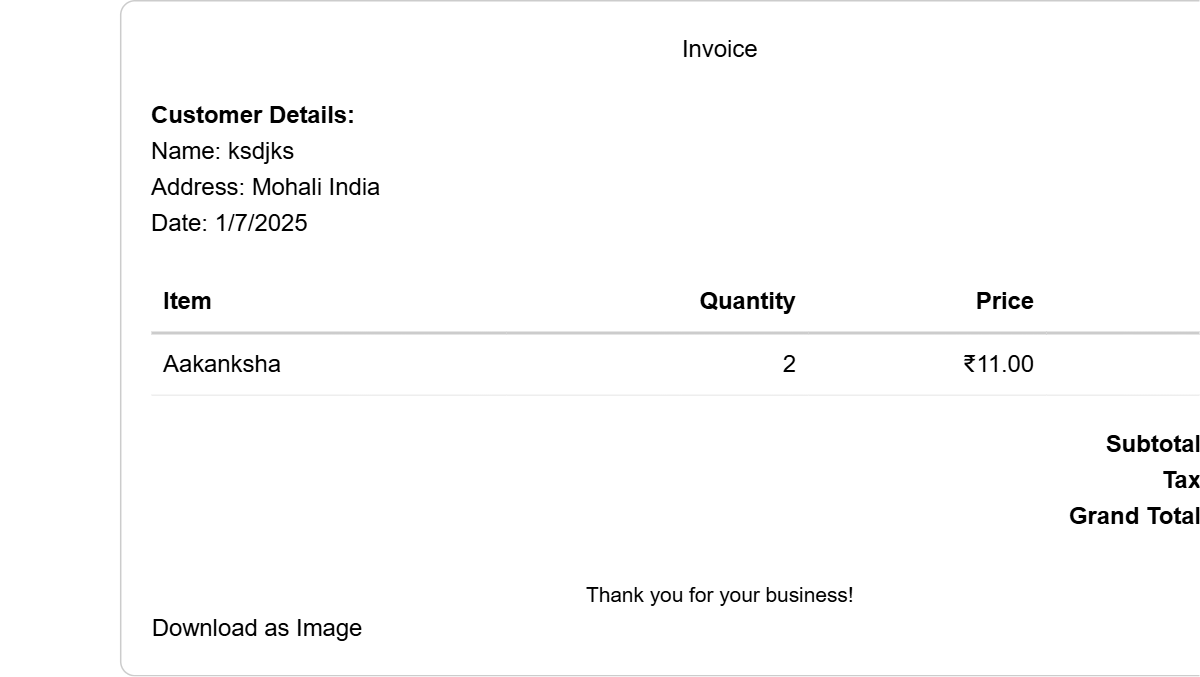 Invoice
Customer Details:
Name: ksdjks
Address: Mohali India
Date: 1/7/2025
Item Quantity Price
Aakanksha 2 ₹11.00
Subtotal
Tax
Grand Total
Thank you for your business!
Download as Image